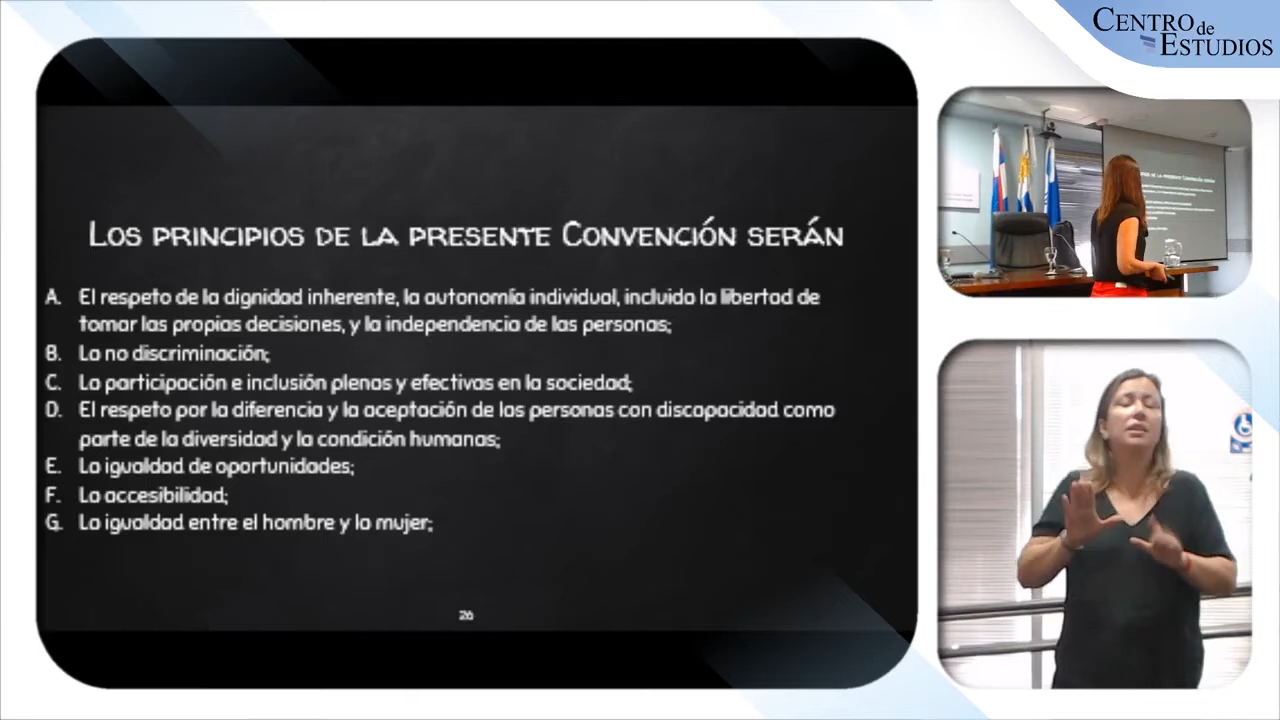 CENTRO de
ESTUDIOS
LOS PRINCIPIOS DE LA PRESENTE CONVENCIÓN SERÁN
A. El respeto de la dignidad inherente, la autonomía individual, incluida la libertad de
tomar las propias decisiones, y la independencia de las personas;
B. La no discriminación;
C. La participación e inclusión plenas y efectivas en la sociedad;
D. El respeto por la diferencia y la aceptación de las personas con discapacidad como
parte de la diversidad y la condición humanas;
E. La igualdad de oportunidades;
F. La accesibilidad;
G. La igualdad entre el hombre y la mujer;
26